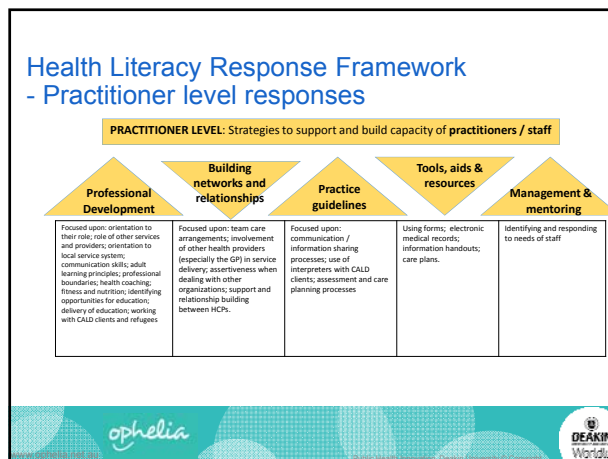 Health Literacy Response Framework
- Practitioner level responses
PRACTITIONER LEVEL: Strategies to support and build capacity of practitioners / staff
Professional
Development
Building
networks and
relationships
Practice
guidelines
Tools, aids &
resources
Management &
mentoring
Focused upon: orientation to
their role; role of other services
and providers; orientation to
local service system;
communication skills; adult
learning principles; professional
boundaries; health coaching;
fitness and nutrition; identifying
opportunities for education;
delivery of education; working
with CALD clients and refugees
Focused upon: team care
arrangements; involvement
of other health providers
(especially the GP) in service
delivery; assertiveness when
dealing with other
organizations; support and
relationship building
between HCPs.
Focused upon:
communication /
information sharing
processes; use of
interpreters with CALD
clients; assessment and care
planning processes
Using forms; electronic
medical records;
information handouts;
care plans.
Identifying and responding
to needs of staff
ophelia
DEAKIN
Worldly